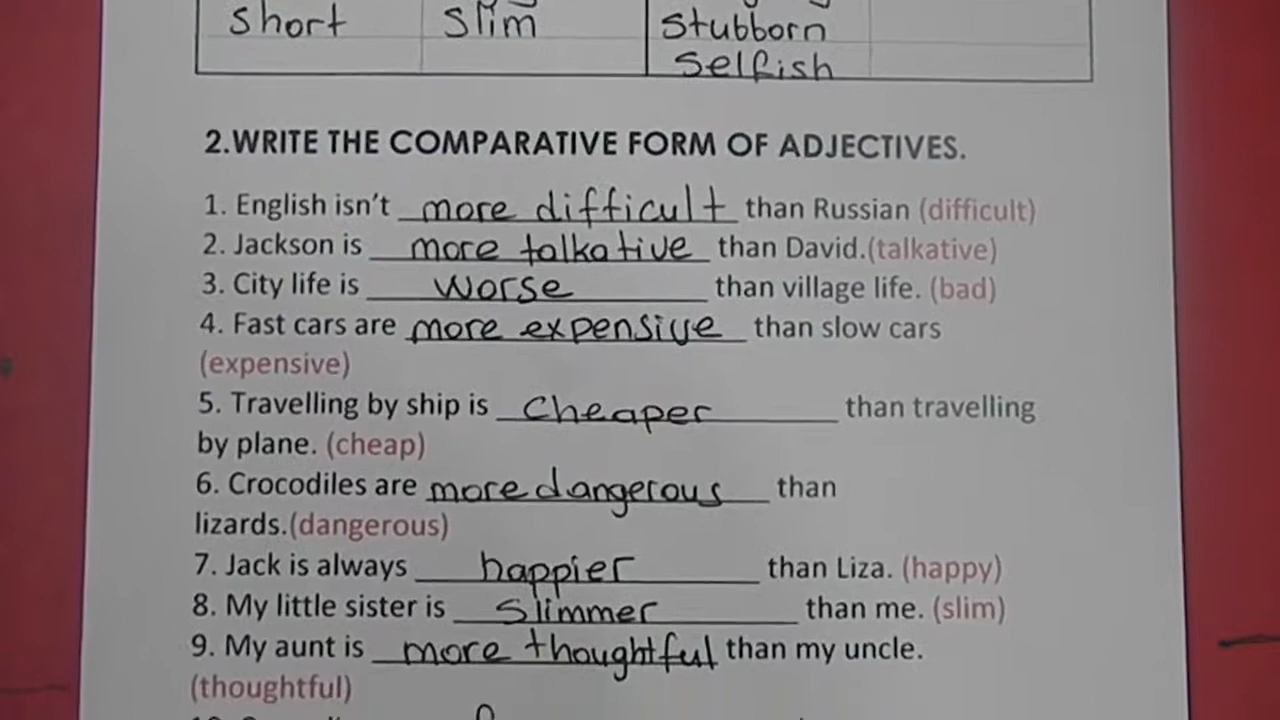 short slim stubborn
selfish
2.WRITE THE COMPARATIVE FORM OF ADJECTIVES.
1. English isn't more difficult than Russian (difficult)
2. Jackson is more talkative than David.(talkative)
3. City life is worse than village life. (bad)
4. Fast cars are more expensive than slow cars
(expensive)
5. Travelling by ship is cheaper than travelling
by plane. (cheap)
6. Crocodiles are more dangerous than
lizards.(dangerous)
7. Jack is always happier than Liza. (happy)
8. My little sister is slimmer than me. (slim)
9. My aunt is more thoughtful than my uncle.
(thoughtful)